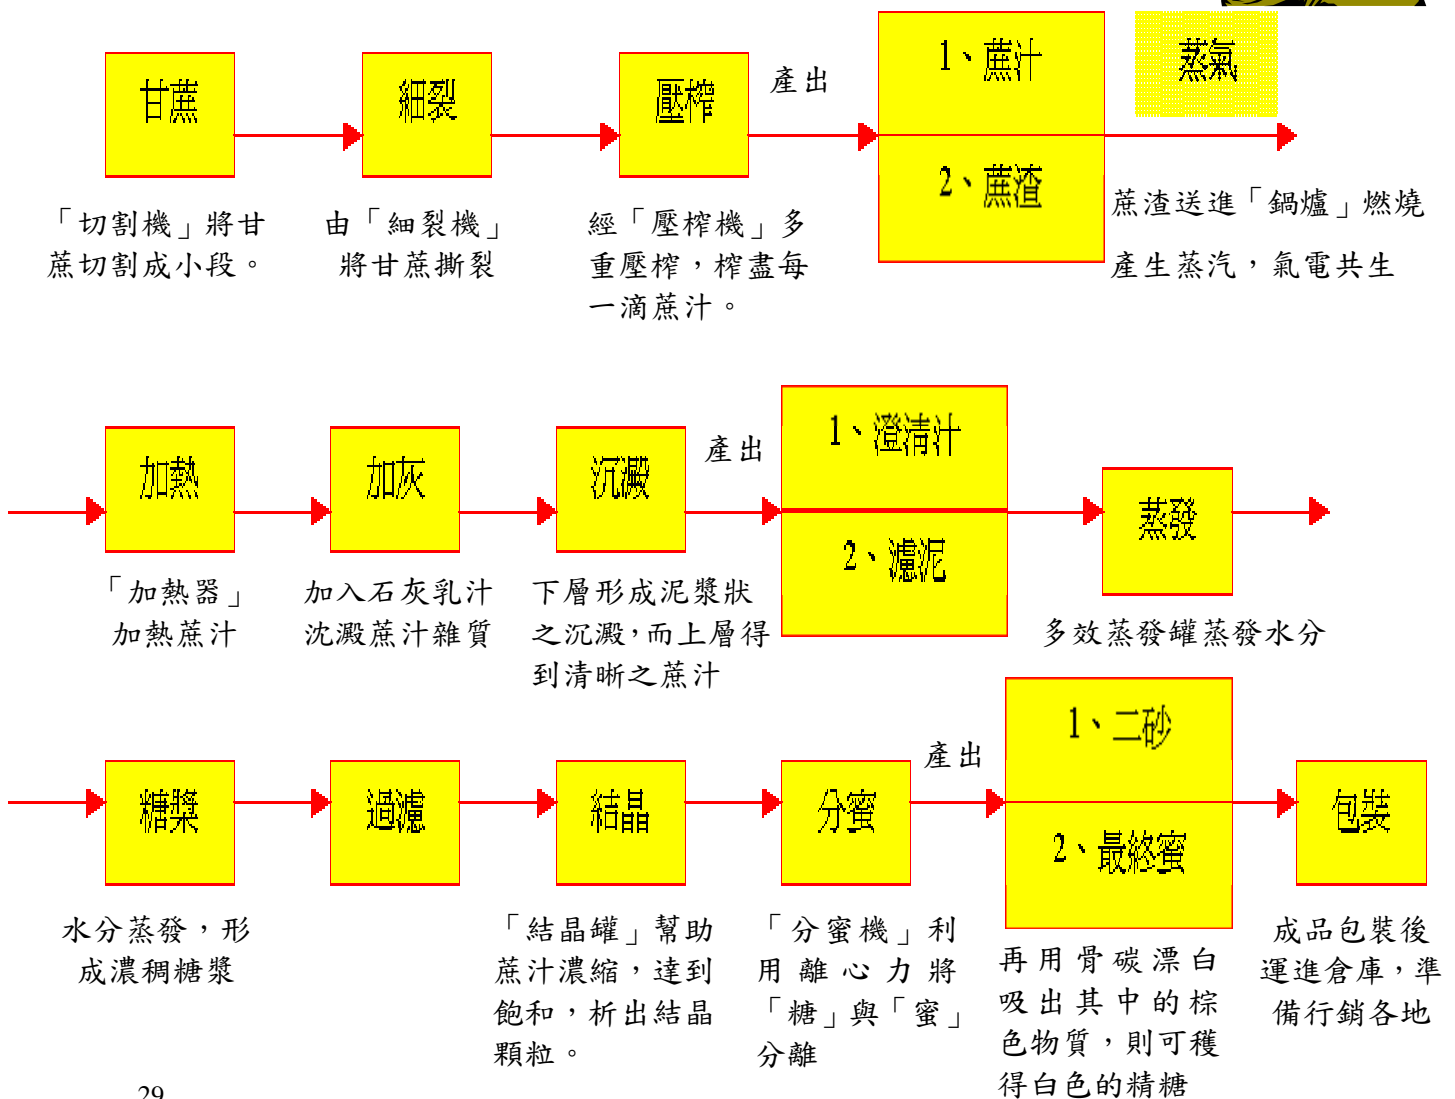 甘蔗
細裂
壓榨
產出
1、蔗汁
2、蔗渣
蒸氣
「切割機」將甘
蔗切割成小段。
由「細裂機」
將甘蔗撕裂
經「壓榨機」多
重壓榨，榨盡每
一滴蔗汁。
蔗渣送進「鍋爐」燃燒
產生蒸汽，氣電共生
加熱
加灰
沉澱
產出
1、澄清汁
2、濾泥
蒸發
「加熱器」
加熱蔗汁
加入石灰乳汁
沈澱蔗汁雜質
下層形成泥漿狀
之沉澱，而上層得
到清晰之蔗汁
多效蒸發罐蒸發水分
糖漿
過濾
結晶
分蜜
產出
1、二砂
2、最終蜜
包裝
水分蒸發，形
成濃稠糖漿
「結晶罐」幫助
蔗汁濃縮，達到
飽和，析出結晶
顆粒。
「分蜜機」利
用離心力將
「糖」與「蜜」
分離
再用骨碳漂白
吸出其中的棕
色物質，則可獲
得白色的精糖
成品包裝後
運進倉庫，準
備行銷各地
29